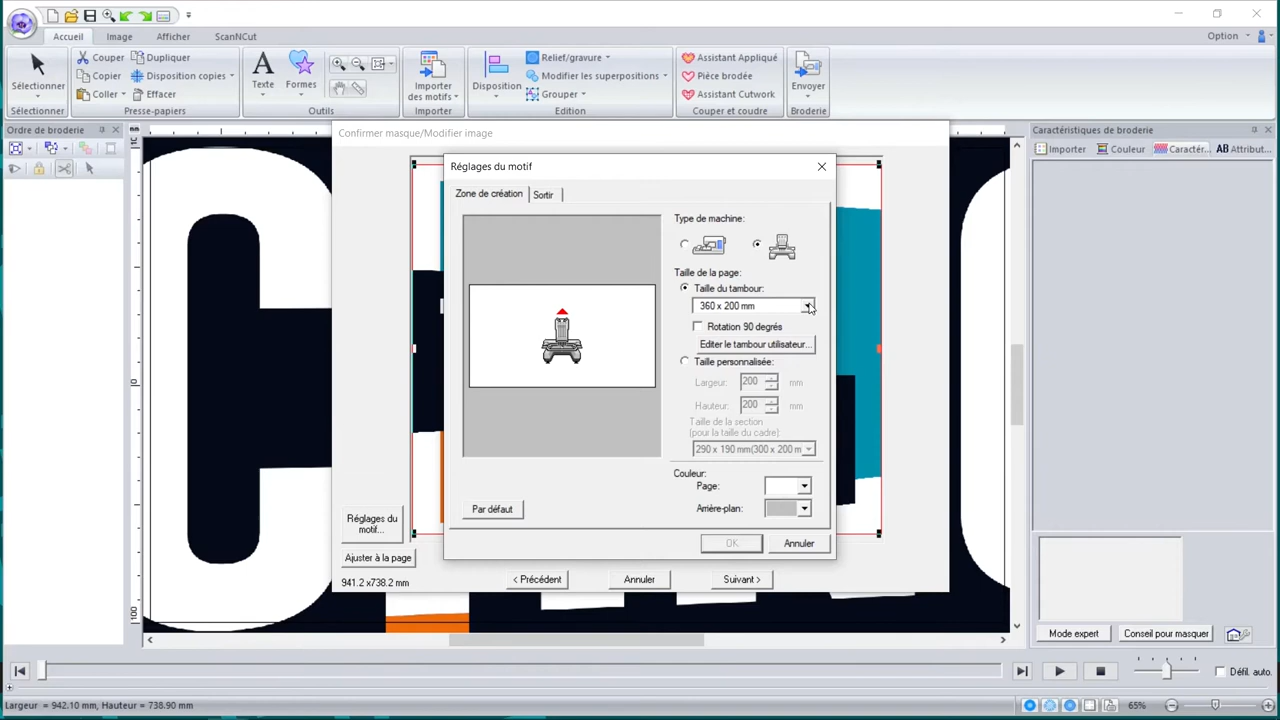 Option
Accueil Image Afficher ScanNCut
Sélectionner
Sélectionner
Couper Dupliquer
Copier Disposition copies
Coller Effacer
Presse-papiers
Texte Formes
Outils
Importer
des motifs
Importer
Disposition
Relief/gravure
Modifier les superpositions
Grouper
Edition
Assistant Appliqué
Pièce brodée
Assistant Cutwork
Couper et coudre
Envoyer
Broderie
Ordre de broderie
mm
Confirmer masque/Modifier image
Réglages du motif
Zone de création Sortir
Type de machine:
Taille de la page:
Taille du tambour:
360 x 200 mm
Rotation 90 degrés
Editer le tambour utilisateur...
Taille personnalisée:
Largeur: 200 mm
Hauteur: 200 mm
Taille de la section
(pour la taille du cadre)
290 x 190 mm(300 x 200 m
Couleur:
Page:
Arrière-plan:
Par défaut
OK Annuler
Réglages du
motif...
Ajuster à la page
941.2 x738.2 mm
< Précédent Annuler Suivant >
Caractéristiques de broderie
Importer Couleur Caractér... AB Attribut...
Mode expert Conseil pour masquer
Défil. auto.
Largeur = 942.10 mm, Hauteur = 738.90 mm
65%